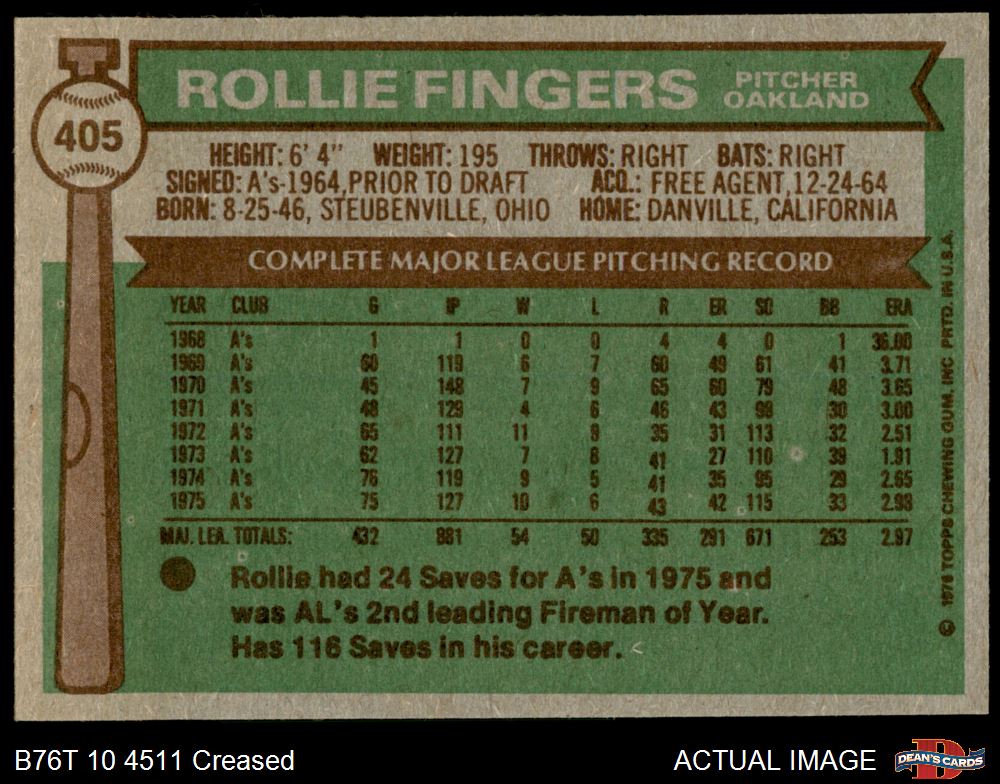 ROLLIE FINGERS PITCHER OAKLAND
405
HEIGHT: 6' 4" WEIGHT: 195 THROWS: RIGHT BATS: RIGHT
SIGNED: A's-1964, PRIOR TO DRAFT ACQ.: FREE AGENT, 12-24-64
BORN: 8-25-46, STEUBENVILLE, OHIO HOME: DANVILLE, CALIFORNIA
COMPLETE MAJOR LEAGUE PITCHING RECORD
YEAR CLUB G IP W L R ER SO BB ERA
1968 A's 1 1 0 0 4 4 0 1 36.00
1969 A's 60 119 6 7 60 49 61 41 3.71
1970 A's 45 148 7 9 65 60 79 48 3.65
1971 A's 48 129 4 6 46 43 98 30 3.00
1972 A's 65 111 11 9 35 31 113 32 2.51
1973 A's 62 127 7 8 41 27 110 39 1.91
1974 A's 76 119 9 5 41 35 95 29 2.65
1975 A's 75 127 10 6 43 42 115 33 2.98
MAJ. LEA. TOTALS: 432 881 54 50 335 291 671 253 2.97
Rollie had 24 Saves for A's in 1975 and
was AL's 2nd leading Fireman of Year.
Has 116 Saves in his career.
© 1976 TOPPS CHEWING GUM, INC PRTD. IN U.S.A.
B76T 10 4511 Creased
ACTUAL IMAGE
DEAN'S CARDS